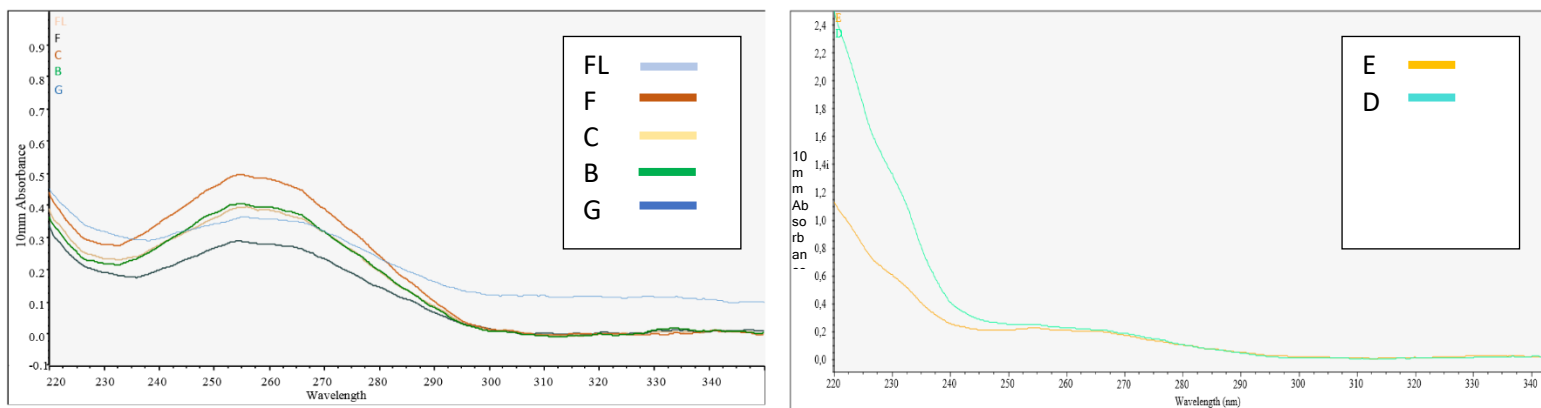 FL
F
C
B
G
0.9
0.8
0.7
0.6
0.5
0.4
0.3
0.2
0.1
0.0
-0.1
10mm Absorbance
220 230 240 250 260 270 280 290 300 310 320 330 340
Wavelength
FL
F
C
B
G
E
D
2,4
2,2
2,0
1,8
1,6
1,4
1,2
1,0
0,8
0,6
0,4
0,2
0,0
10
m
m
Ab
so
rb
an
220 230 240 250 260 270 280 290 300 310 320 330 340
Wavelength (nm)
E
D